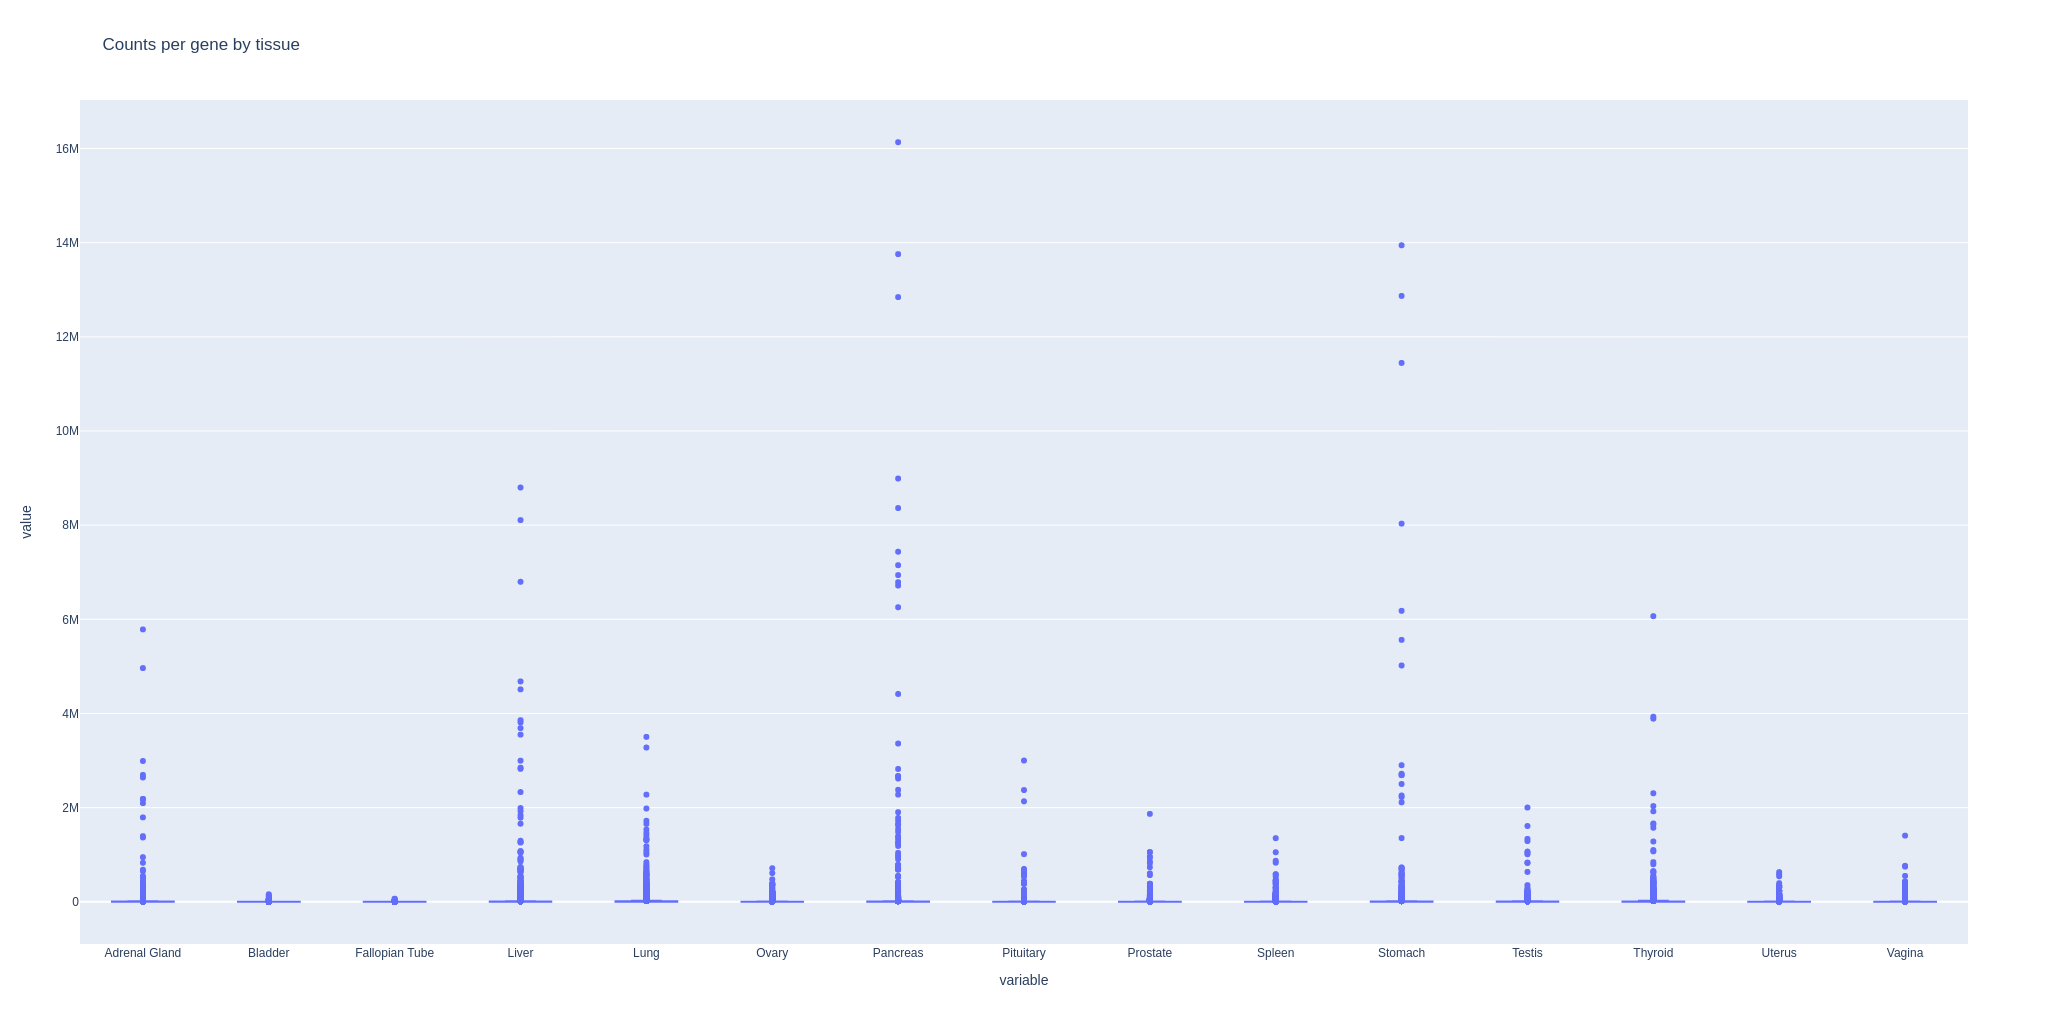 Counts per gene by tissue
16M
14M
12M
10M
8M
6M
4M
2M
0
value
Adrenal Gland Bladder Fallopian Tube Liver Lung Ovary Pancreas Pituitary Prostate Spleen Stomach Testis Thyroid Uterus Vagina
variable